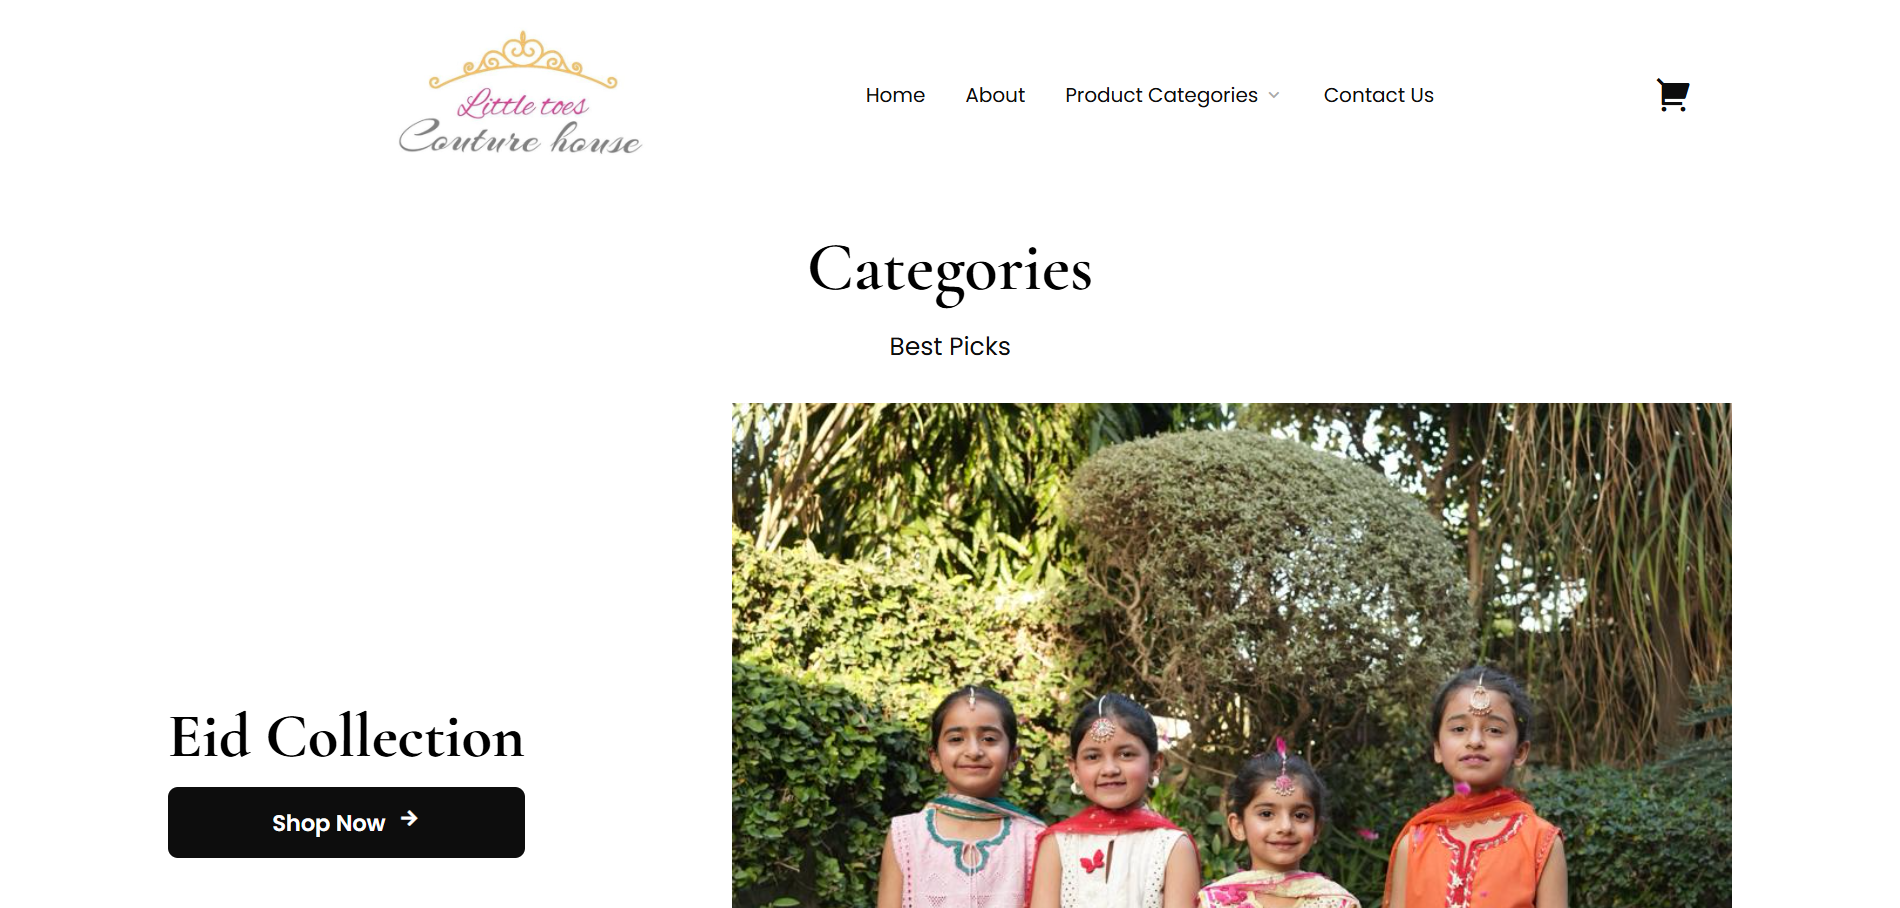 Little toes
Couture house
Home
About
Product Categories
Contact Us
Categories
Best Picks
Eid Collection
Shop Now